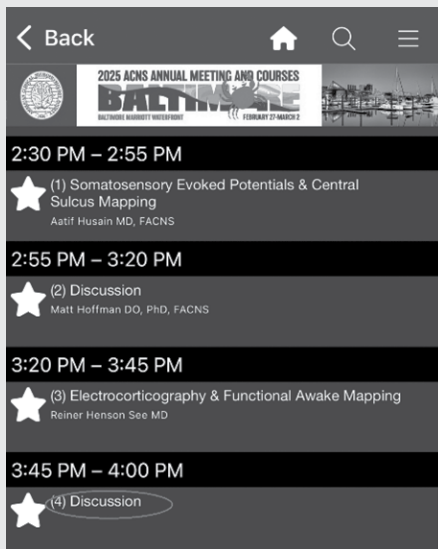 Back
2025 ACNS ANNUAL MEETING AND COURSES
BALTIMORE
BALTIMORE MARRIOTT WATERFRONT FEBRUARY 27-MARCH 2
2:30 PM – 2:55 PM
(1) Somatosensory Evoked Potentials & Central
Sulcus Mapping
Aatif Husain MD, FACNS
2:55 PM – 3:20 PM
(2) Discussion
Matt Hoffman DO, PhD, FACNS
3:20 PM – 3:45 PM
(3) Electrocorticography & Functional Awake Mapping
Reiner Henson See MD
3:45 PM – 4:00 PM
(4) Discussion